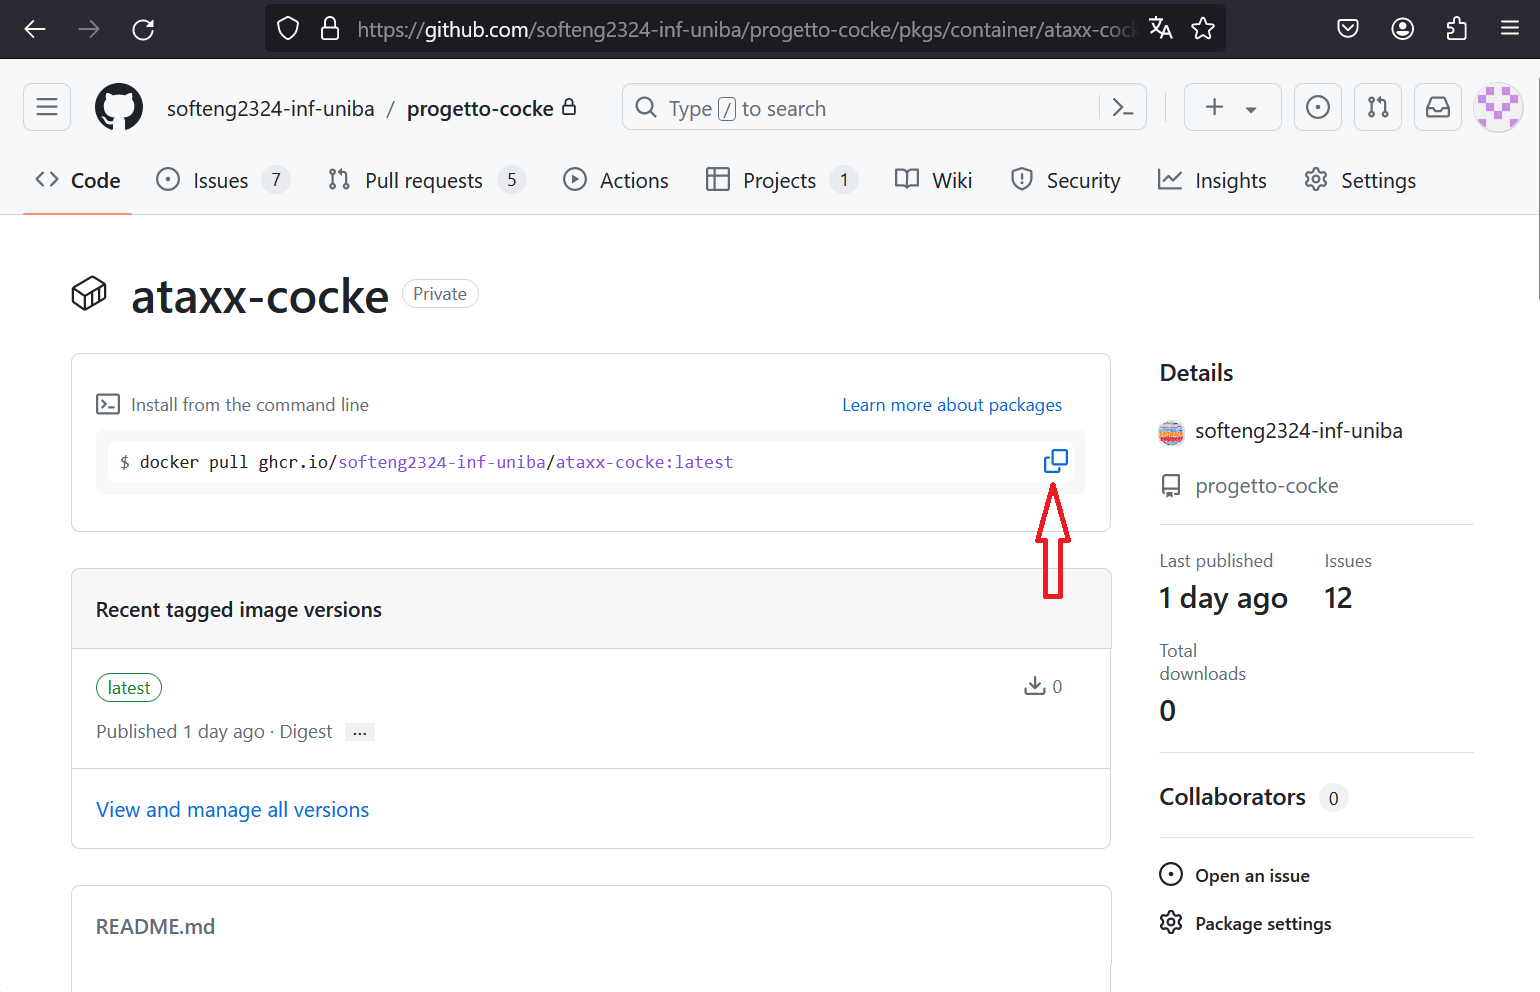 https://github.com/softeng2324-inf-uniba/progetto-cocke/pkgs/container/ataxx-cock
softeng2324-inf-uniba / progetto-cocke
Type / to search
Code Issues 7 Pull requests 5 Actions Projects 1 Wiki Security Insights Settings
ataxx-cocke Private
Install from the command line Learn more about packages
$ docker pull ghcr.io/softeng2324-inf-uniba/ataxx-cocke:latest
Recent tagged image versions
latest 0
Published 1 day ago · Digest ...
View and manage all versions
README.md
Details
softeng2324-inf-uniba
progetto-cocke
Last published Issues
1 day ago 12
Total
downloads
0
Collaborators 0
Open an issue
Package settings